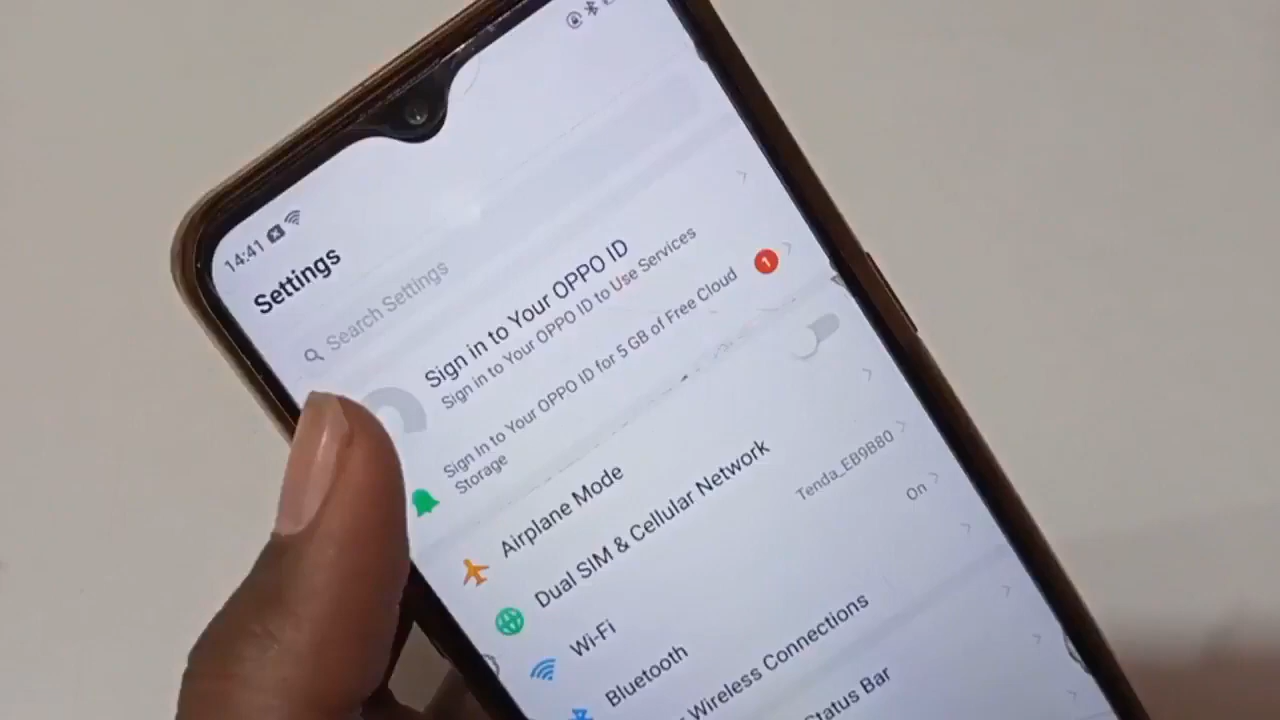 14:41
Settings
Search Settings
Sign in to Your OPPO ID
Sign in to Your OPPO ID to Use Services
Sign In to Your OPPO ID for 5 GB of Free Cloud
Storage
1
Airplane Mode
Dual SIM & Cellular Network
Wi-Fi
Tenda_EB9B80
Bluetooth
On
Wireless Connections
Status Bar